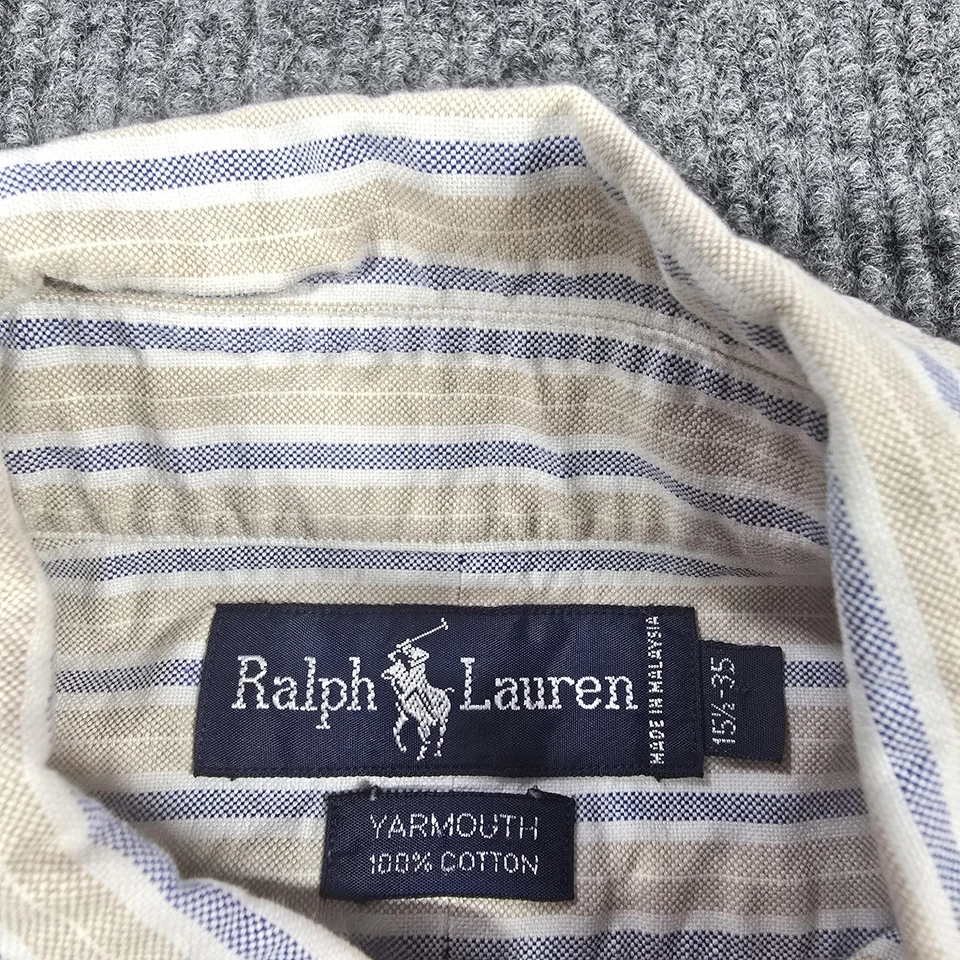 Ralph Lauren
MADE IN MALAYSIA
15½-35
YARMOUTH
100% COTTON